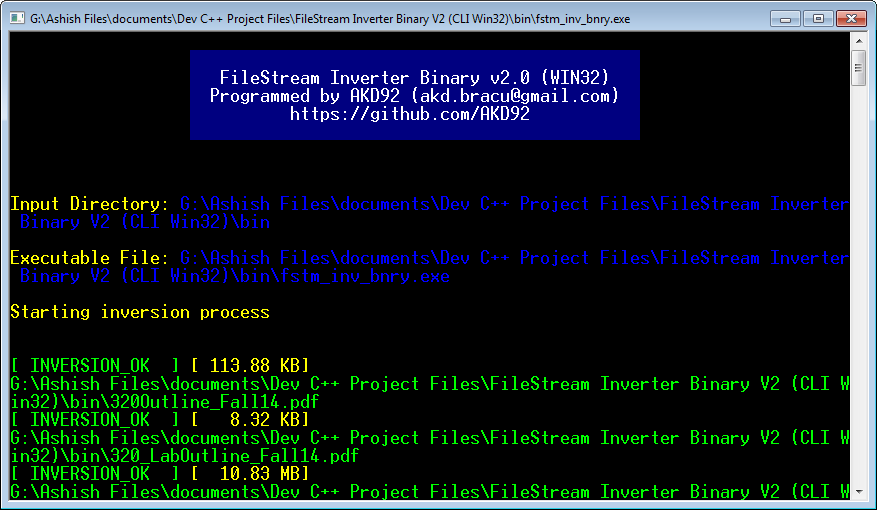 G:\Ashish Files\documents\Dev C++ Project Files\FileStream Inverter Binary V2 (CLI Win32)\bin\fstm_inv_bnry.exe
FileStream Inverter Binary v2.0 (WIN32)
Programmed by AKD92 (akd.bracu@gmail.com)
https://github.com/AKD92
Input Directory: G:\Ashish Files\documents\Dev C++ Project Files\FileStream Inverter
Binary V2 (CLI Win32)\bin
Executable File: G:\Ashish Files\documents\Dev C++ Project Files\FileStream Inverter
Binary V2 (CLI Win32)\bin\fstm_inv_bnry.exe
Starting inversion process
[ INVERSION_OK  ] [ 113.88 KB]
G:\Ashish Files\documents\Dev C++ Project Files\FileStream Inverter Binary V2 (CLI W
in32)\bin\320Outline_Fall14.pdf
[ INVERSION_OK  ] [   8.32 KB]
G:\Ashish Files\documents\Dev C++ Project Files\FileStream Inverter Binary V2 (CLI W
in32)\bin\320_LabOutline_Fall14.pdf
[ INVERSION_OK  ] [  10.83 MB]
G:\Ashish Files\documents\Dev C++ Project Files\FileStream Inverter Binary V2 (CLI W